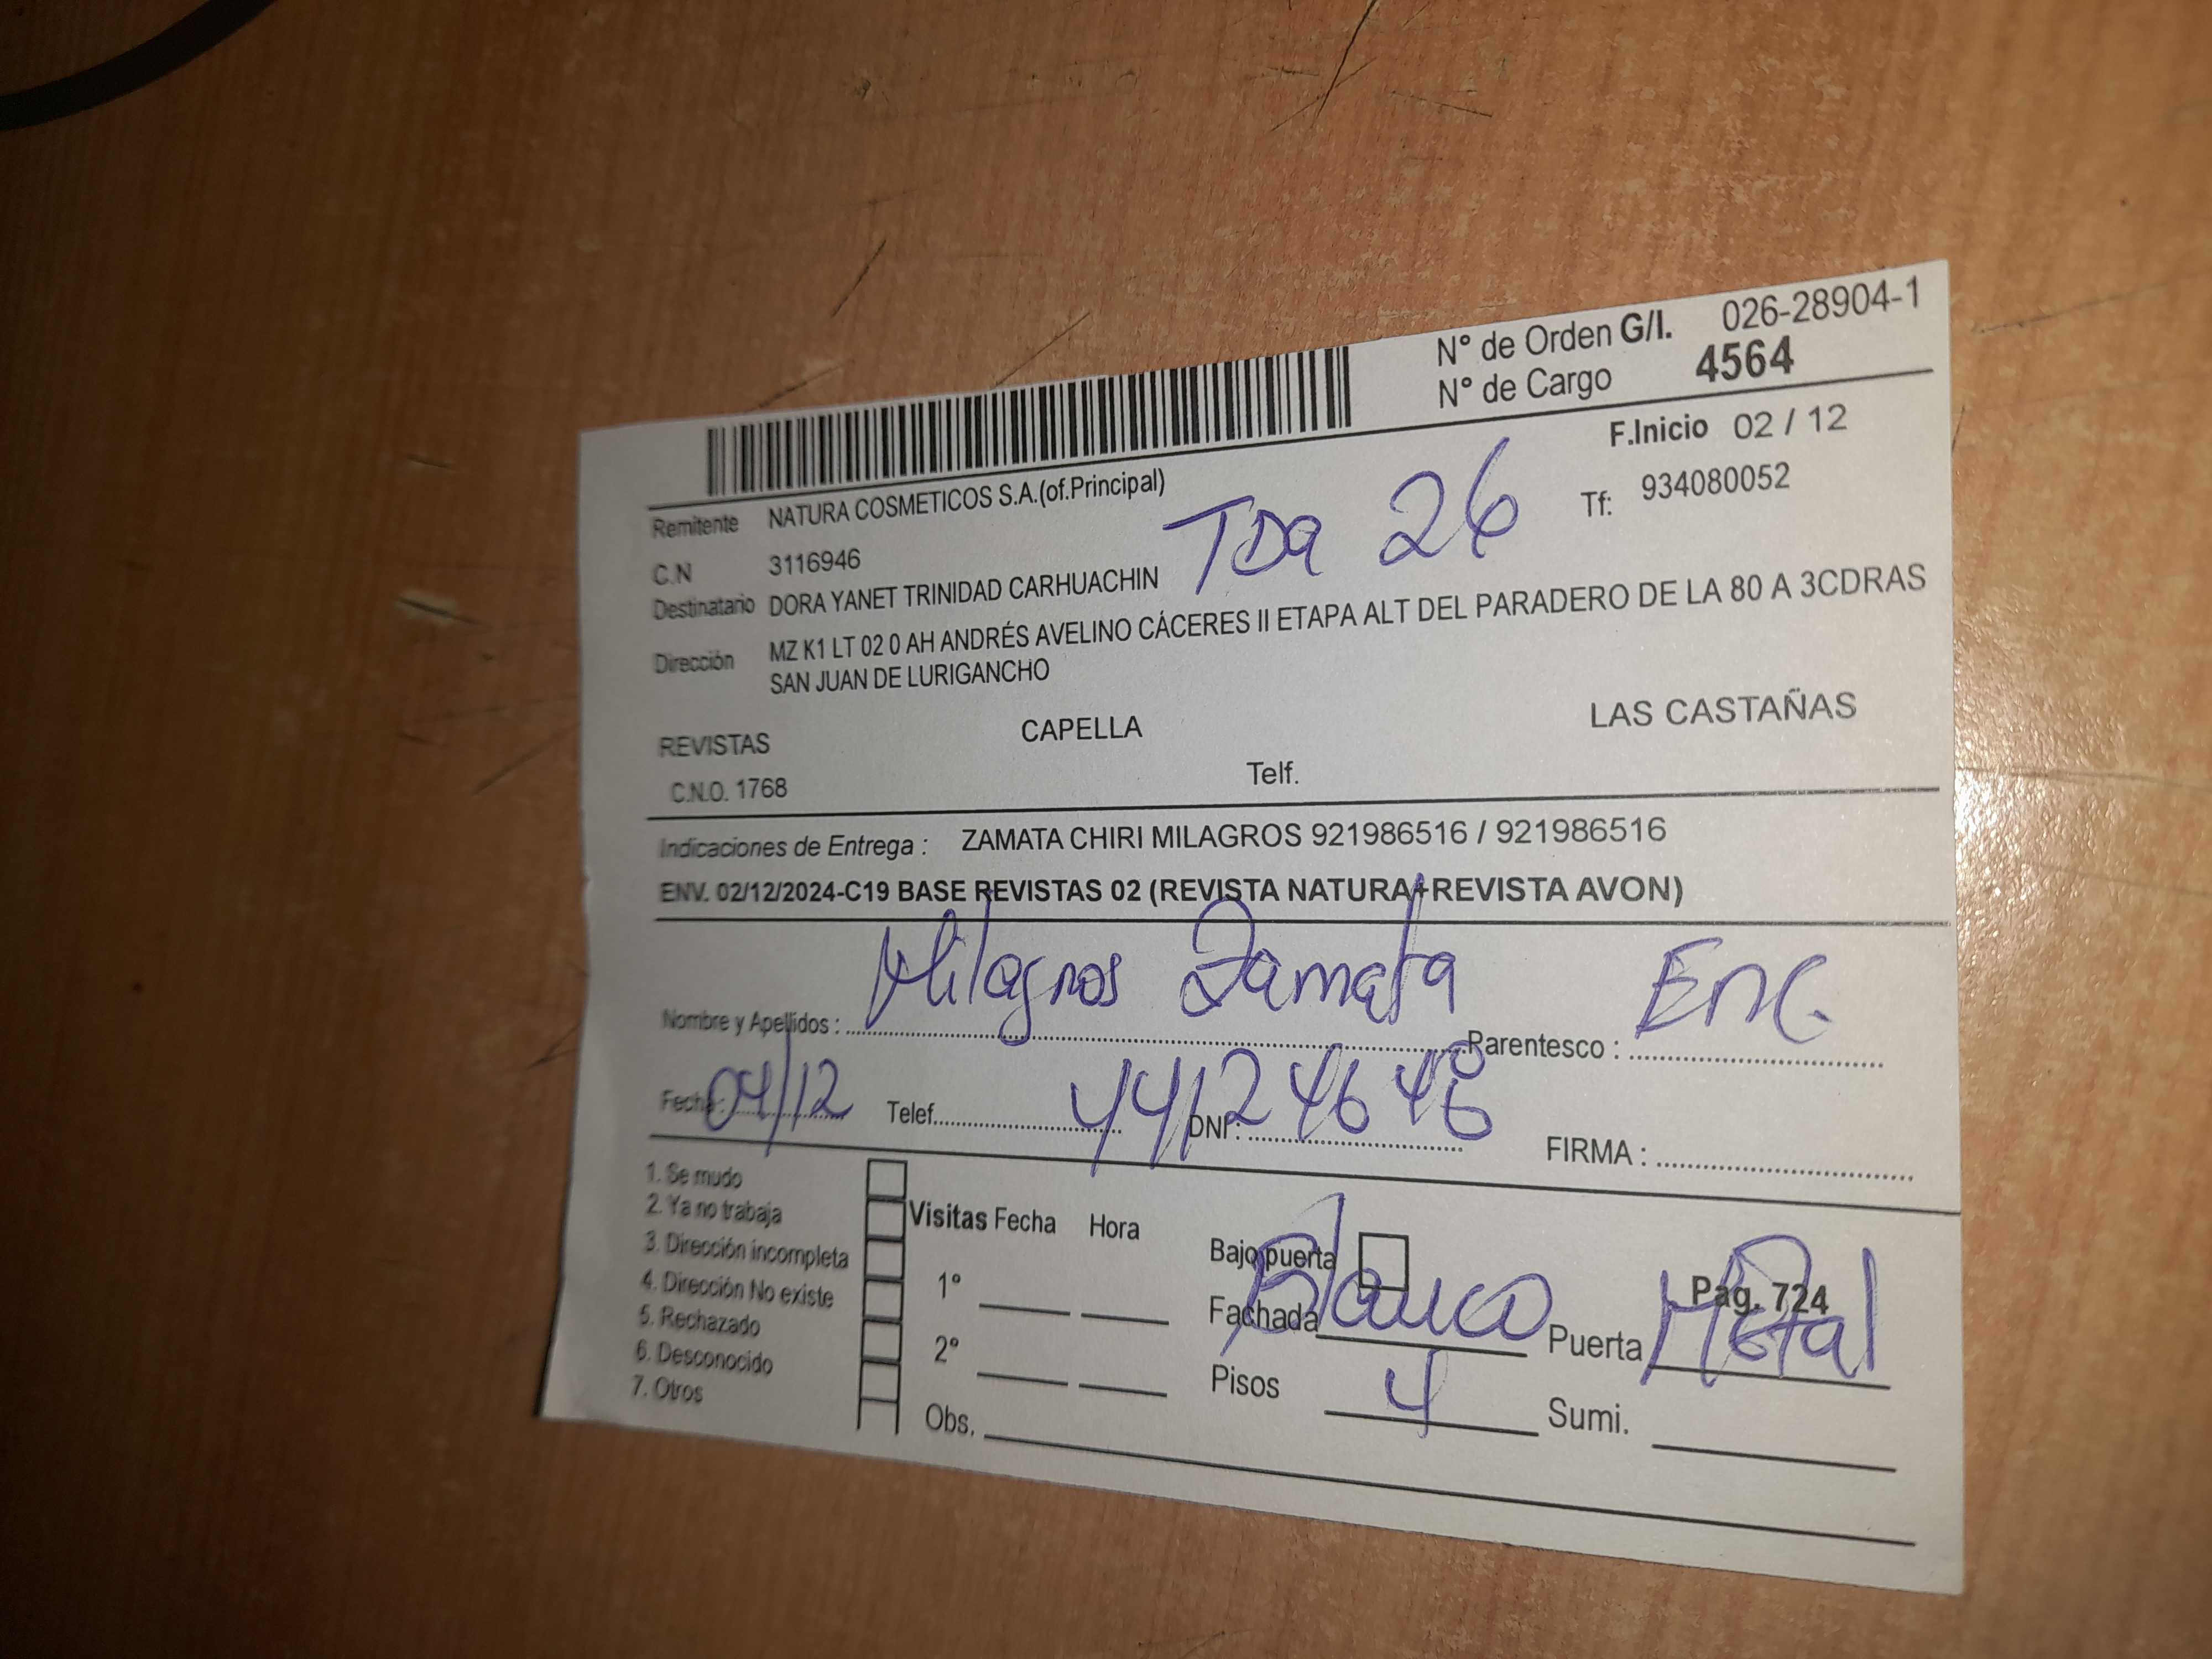 N° de Orden G/I. 026-28904-1
N° de Cargo 4564
F.Inicio 02 / 12
Remitente NATURA COSMETICOS S.A.(of.Principal)
Tf: 934080052
TDA 26
C.N 3116946
Destinatario DORA YANET TRINIDAD CARHUACHIN
Dirección MZ K1 LT 02 0 AH ANDRÉS AVELINO CÁCERES II ETAPA ALT DEL PARADERO DE LA 80 A 3CDRAS
SAN JUAN DE LURIGANCHO
REVISTAS CAPELLA LAS CASTAÑAS
C.N.O. 1768 Telf.
Indicaciones de Entrega : ZAMATA CHIRI MILAGROS 921986516 / 921986516
ENV. 02/12/2024-C19 BASE REVISTAS 02 (REVISTA NATURA+REVISTA AVON)
Nombre y Apellidos : Milagros Zamata Parentesco : Enc.
Fecha: 04/12 Telef. DNI : 44124648 FIRMA :
1. Se mudo
2. Ya no trabaja
3. Dirección incompleta
4. Dirección No existe
5. Rechazado
6. Desconocido
7. Otros
Visitas Fecha Hora
1°
2°
Obs.
Bajo puerta
Pag. 724
Fachada Blanco Puerta Metal
Pisos 4 Sumi.